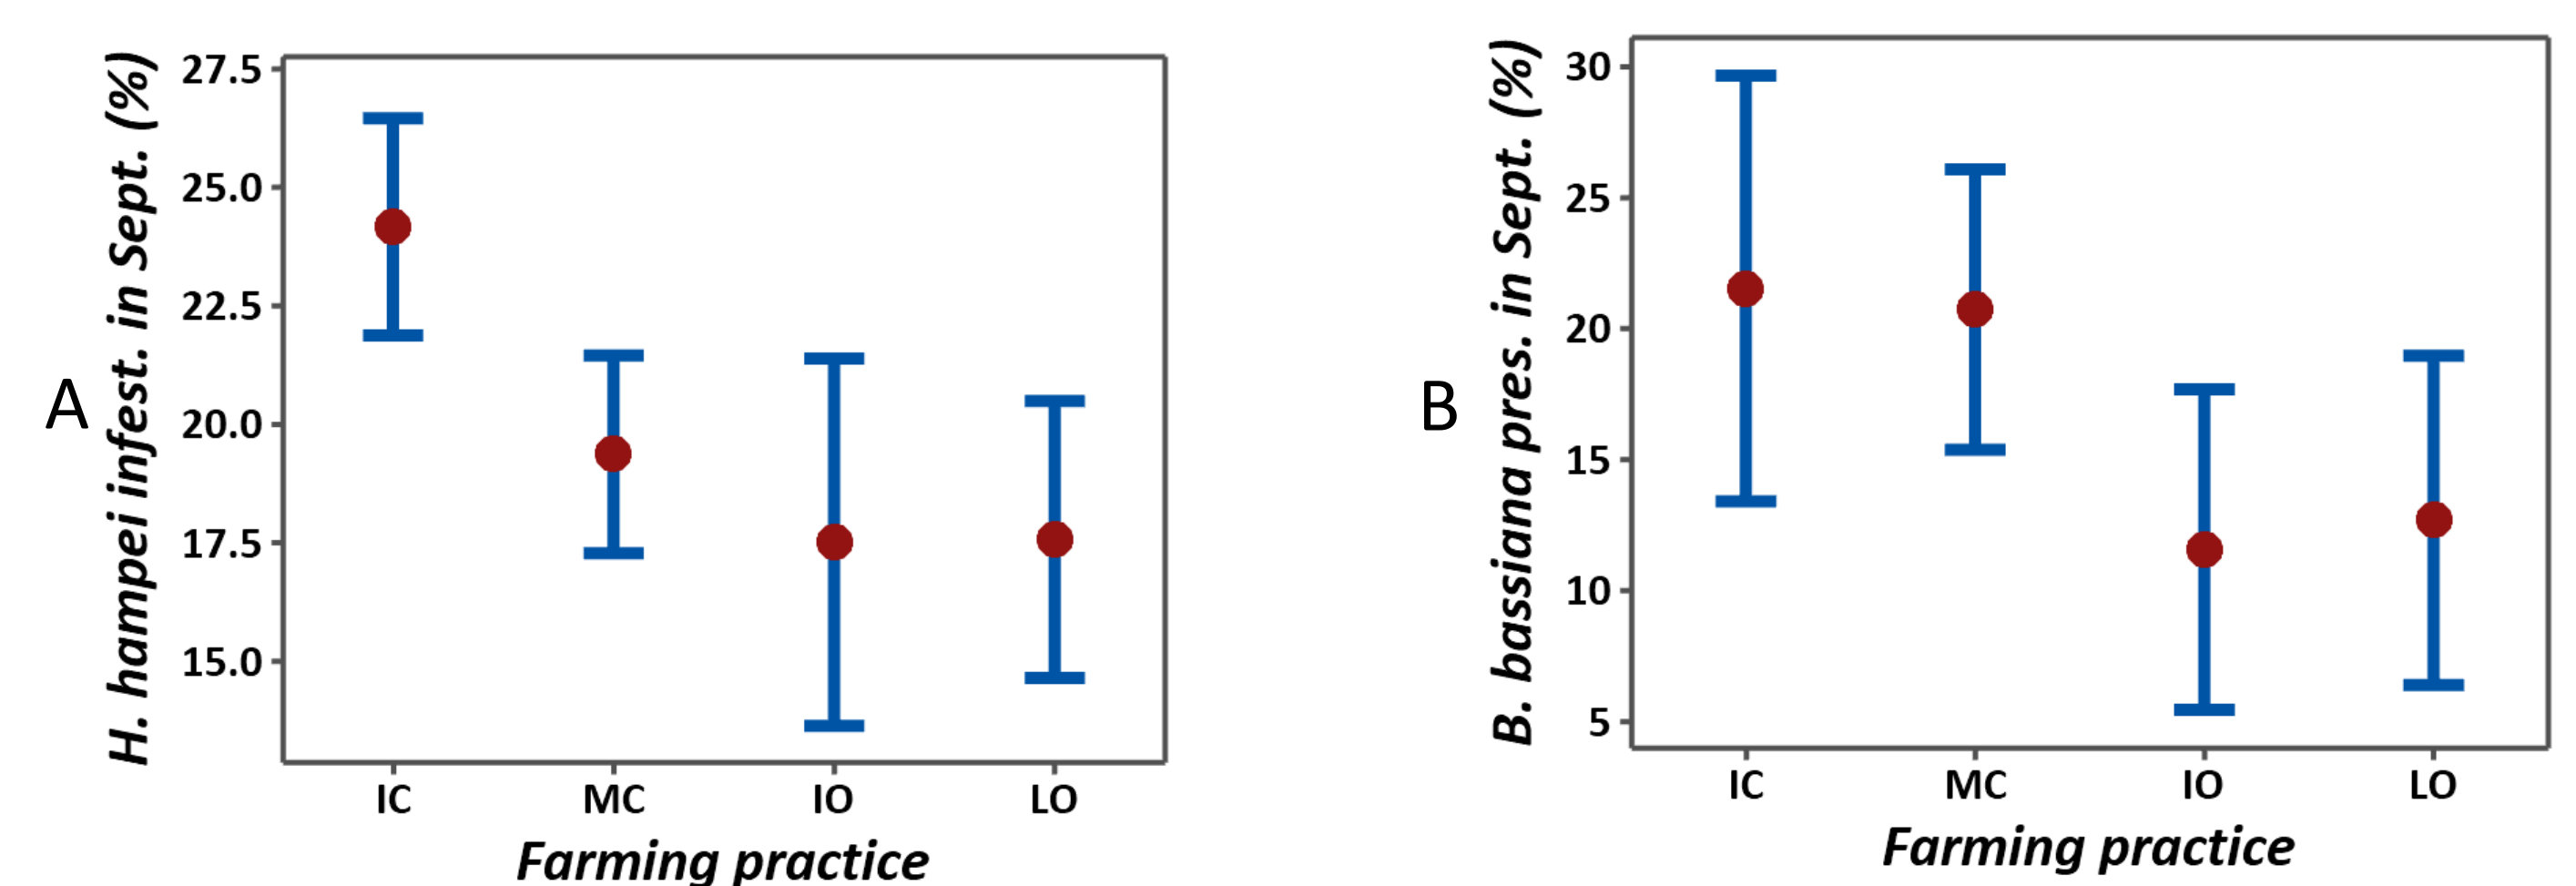 A
H. hampei infest. in Sept. (%)
27.5
25.0
22.5
20.0
17.5
15.0
IC MC IO LO
Farming practice
B
B. bassiana pres. in Sept. (%)
30
25
20
15
10
5
IC MC IO LO
Farming practice